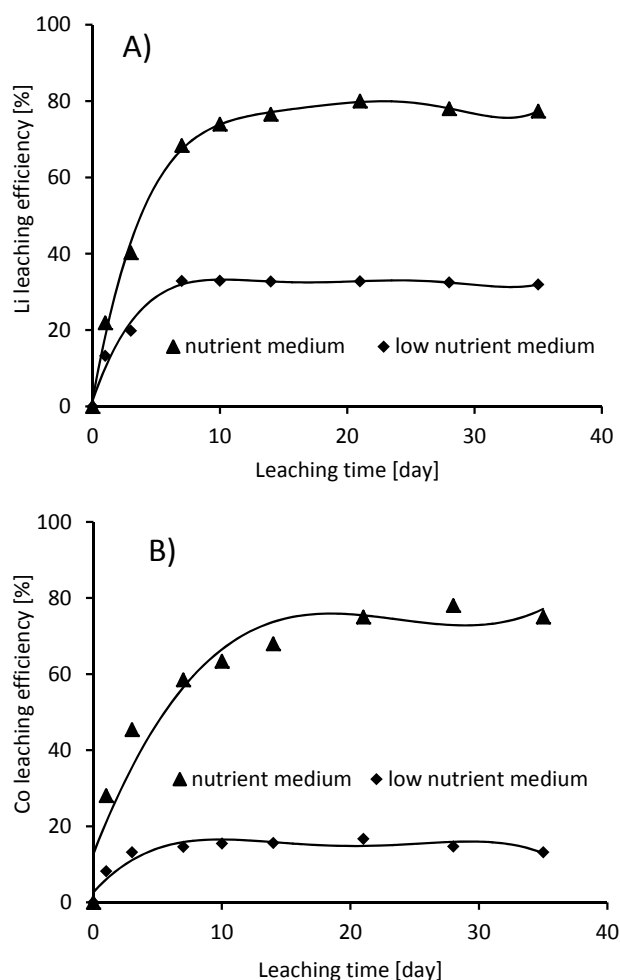 A)
Li leaching efficiency [%]
100
80
60
40
20
0
nutrient medium low nutrient medium
0 10 20 30 40
Leaching time [day]
B)
Co leaching efficiency [%]
100
80
60
40
20
0
nutrient medium low nutrient medium
0 10 20 30 40
Leaching time [day]